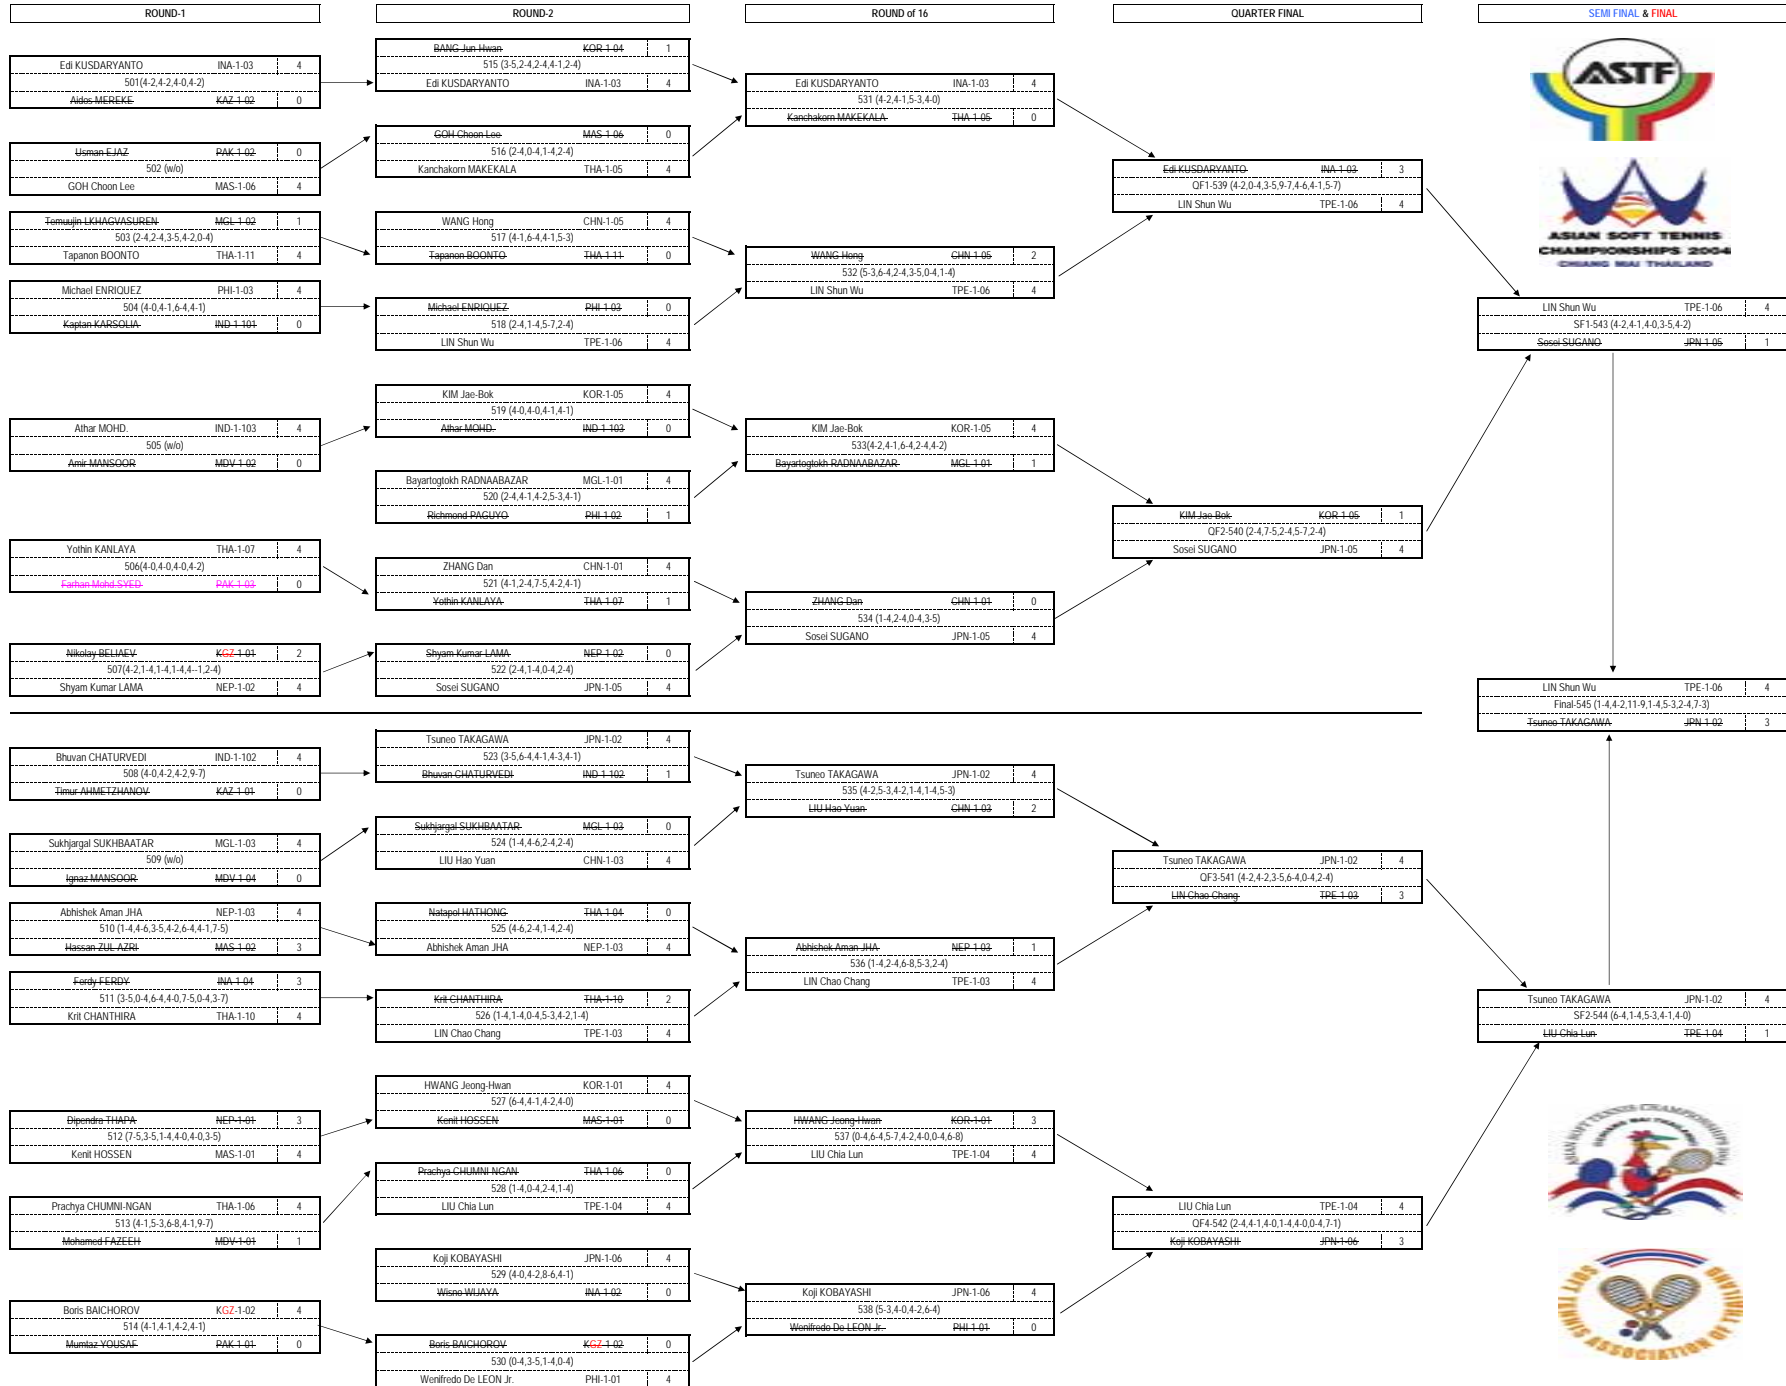 ROUND-1
ROUND-2
ROUND of 16
QUARTER FINAL
SEMI FINAL & FINAL
Edi KUSDARYANTO INA-1-03 4
501(4-2,4-2,4-0,4-2)
Aidos MEREKE KAZ-1-02 0
Usman EJAZ PAK-1-02 0
502 (w/o)
GOH Choon Lee MAS-1-06 4
Temuujin LKHAGVASUREN MGL-1-02 1
503 (2-4,2-4,3-5,4-2,0-4)
Tapanon BOONTO THA-1-11 4
Michael ENRIQUEZ PHI-1-03 4
504 (4-0,4-1,6-4,4-1)
Kaptan KARSOLIA IND-1-101 0
Athar MOHD. IND-1-103 4
505 (w/o)
Amir MANSOOR MDV-1-02 0
Yothin KANLAYA THA-1-07 4
506(4-0,4-0,4-0,4-2)
Farhan Mohd.SYED PAK-1-03 0
Nikolay BELIAEV KGZ-1-01 2
507(4-2,1-4,1-4,1-4,4--1,2-4)
Shyam Kumar LAMA NEP-1-02 4
Bhuvan CHATURVEDI IND-1-102 4
508 (4-0,4-2,4-2,9-7)
Timur AHMETZHANOV KAZ-1-01 0
Sukhjargal SUKHBAATAR MGL-1-03 4
509 (w/o)
Ignaz MANSOOR MDV-1-04 0
Abhishek Aman JHA NEP-1-03 4
510 (1-4,4-6,3-5,4-2,6-4,4-1,7-5)
Hassan ZUL AZRI MAS-1-02 3
Ferdy FERDY INA-1-04 3
511 (3-5,0-4,6-4,4-0,7-5,0-4,3-7)
Krit CHANTHIRA THA-1-10 4
Dipendra THAPA NEP-1-01 3
512 (7-5,3-5,1-4,4-0,4-0,3-5)
Kenit HOSSEN MAS-1-01 4
Prachya CHUMNI-NGAN THA-1-06 4
513 (4-1,5-3,6-8,4-1,9-7)
Mohamed FAZEEH MDV-1-01 1
Boris BAICHOROV KGZ-1-02 4
514 (4-1,4-1,4-2,4-1)
Mumtaz YOUSAF PAK-1-01 0
BANG Jun Hwan KOR-1-04 1
515 (3-5,2-4,2-4,4-1,2-4)
Edi KUSDARYANTO INA-1-03 4
GOH Choon Lee MAS-1-06 0
516 (2-4,0-4,1-4,2-4)
Kanchakorn MAKEKALA THA-1-05 4
WANG Hong CHN-1-05 4
517 (4-1,6-4,4-1,5-3)
Tapanon BOONTO THA-1-11 0
Michael ENRIQUEZ PHI-1-03 0
518 (2-4,1-4,5-7,2-4)
LIN Shun Wu TPE-1-06 4
KIM Jae-Bok KOR-1-05 4
519 (4-0,4-0,4-1,4-1)
Athar MOHD. IND-1-103 0
Bayartogtokh RADNAABAZAR MGL-1-01 4
520 (2-4,4-1,4-2,5-3,4-1)
Richmond PAGUYO PHI-1-02 1
ZHANG Dan CHN-1-01 4
521 (4-1,2-4,7-5,4-2,4-1)
Yothin KANLAYA THA-1-07 1
Shyam Kumar LAMA NEP-1-02 0
522 (2-4,1-4,0-4,2-4)
Sosei SUGANO JPN-1-05 4
Tsuneo TAKAGAWA JPN-1-02 4
523 (3-5,6-4,4-1,4-3,4-1)
Bhuvan CHATURVEDI IND-1-102 1
Sukhjargal SUKHBAATAR MGL-1-03 0
524 (1-4,4-6,2-4,2-4)
LIU Hao Yuan CHN-1-03 4
Natapol HATHONG THA-1-04 0
525 (4-6,2-4,1-4,2-4)
Abhishek Aman JHA NEP-1-03 4
Krit CHANTHIRA THA-1-10 2
526 (1-4,1-4,0-4,5-3,4-2,1-4)
LIN Chao Chang TPE-1-03 4
HWANG Jeong-Hwan KOR-1-01 4
527 (6-4,4-1,4-2,4-0)
Kenit HOSSEN MAS-1-01 0
Prachya CHUMNI NGAN THA-1-06 0
528 (1-4,0-4,2-4,1-4)
LIU Chia Lun TPE-1-04 4
Koji KOBAYASHI JPN-1-06 4
529 (4-0,4-2,8-6,4-1)
Wisno WIJAYA INA-1-02 0
Boris BAICHOROV KGZ-1-02 0
530 (0-4,3-5,1-4,0-4)
Wenifredo De LEON Jr. PHI-1-01 4
Edi KUSDARYANTO INA-1-03 4
531 (4-2,4-1,5-3,4-0)
Kanchakorn MAKEKALA THA-1-05 0
WANG Hong CHN-1-05 2
532 (5-3,6-4,2-4,3-5,0-4,1-4)
LIN Shun Wu TPE-1-06 4
KIM Jae-Bok KOR-1-05 4
533(4-2,4-1,6-4,2-4,4-2)
Bayartogtokh RADNAABAZAR MGL-1-01 1
ZHANG Dan CHN-1-01 0
534 (1-4,2-4,0-4,3-5)
Sosei SUGANO JPN-1-05 4
Tsuneo TAKAGAWA JPN-1-02 4
535 (4-2,5-3,4-2,1-4,1-4,5-3)
LIU Hao Yuan CHN-1-03 2
Abhishek Aman JHA NEP-1-03 1
536 (1-4,2-4,6-8,5-3,2-4)
LIN Chao Chang TPE-1-03 4
HWANG Jeong-Hwan KOR-1-01 3
537 (0-4,6-4,5-7,4-2,4-0,0-4,6-8)
LIU Chia Lun TPE-1-04 4
Koji KOBAYASHI JPN-1-06 4
538 (5-3,4-0,4-2,6-4)
Wenifredo De LEON Jr. PHI-1-01 0
Edi KUSDARYANTO INA-1-03 3
QF1-539 (4-2,0-4,3-5,9-7,4-6,4-1,5-7)
LIN Shun Wu TPE-1-06 4
KIM Jae Bok KOR-1-05 1
QF2-540 (2-4,7-5,2-4,5-7,2-4)
Sosei SUGANO JPN-1-05 4
Tsuneo TAKAGAWA JPN-1-02 4
QF3-541 (4-2,4-2,3-5,6-4,0-4,2-4)
LIN Chao Chang TPE-1-03 3
LIU Chia Lun TPE-1-04 4
QF4-542 (2-4,4-1,4-0,1-4,4-0,0-4,7-1)
Koji KOBAYASHI JPN-1-06 3
ASTF
ASIAN SOFT TENNIS
CHAMPIONSHIPS 2004
CHIANG MAI THAILAND
LIN Shun Wu TPE-1-06 4
SF1-543 (4-2,4-1,4-0,3-5,4-2)
Sosei SUGANO JPN-1-05 1
LIN Shun Wu TPE-1-06 4
Final-545 (1-4,4-2,11-9,1-4,5-3,2-4,7-3)
Tsuneo TAKAGAWA JPN-1-02 3
Tsuneo TAKAGAWA JPN-1-02 4
SF2-544 (6-4,1-4,5-3,4-1,4-0)
LIU Chia Lun TPE-1-04 1
ASIAN SOFT TENNIS CHAMPIONSHIPS 2004
CHIANG MAI THAILAND
SOFT TENNIS ASSOCIATION OF THAILAND